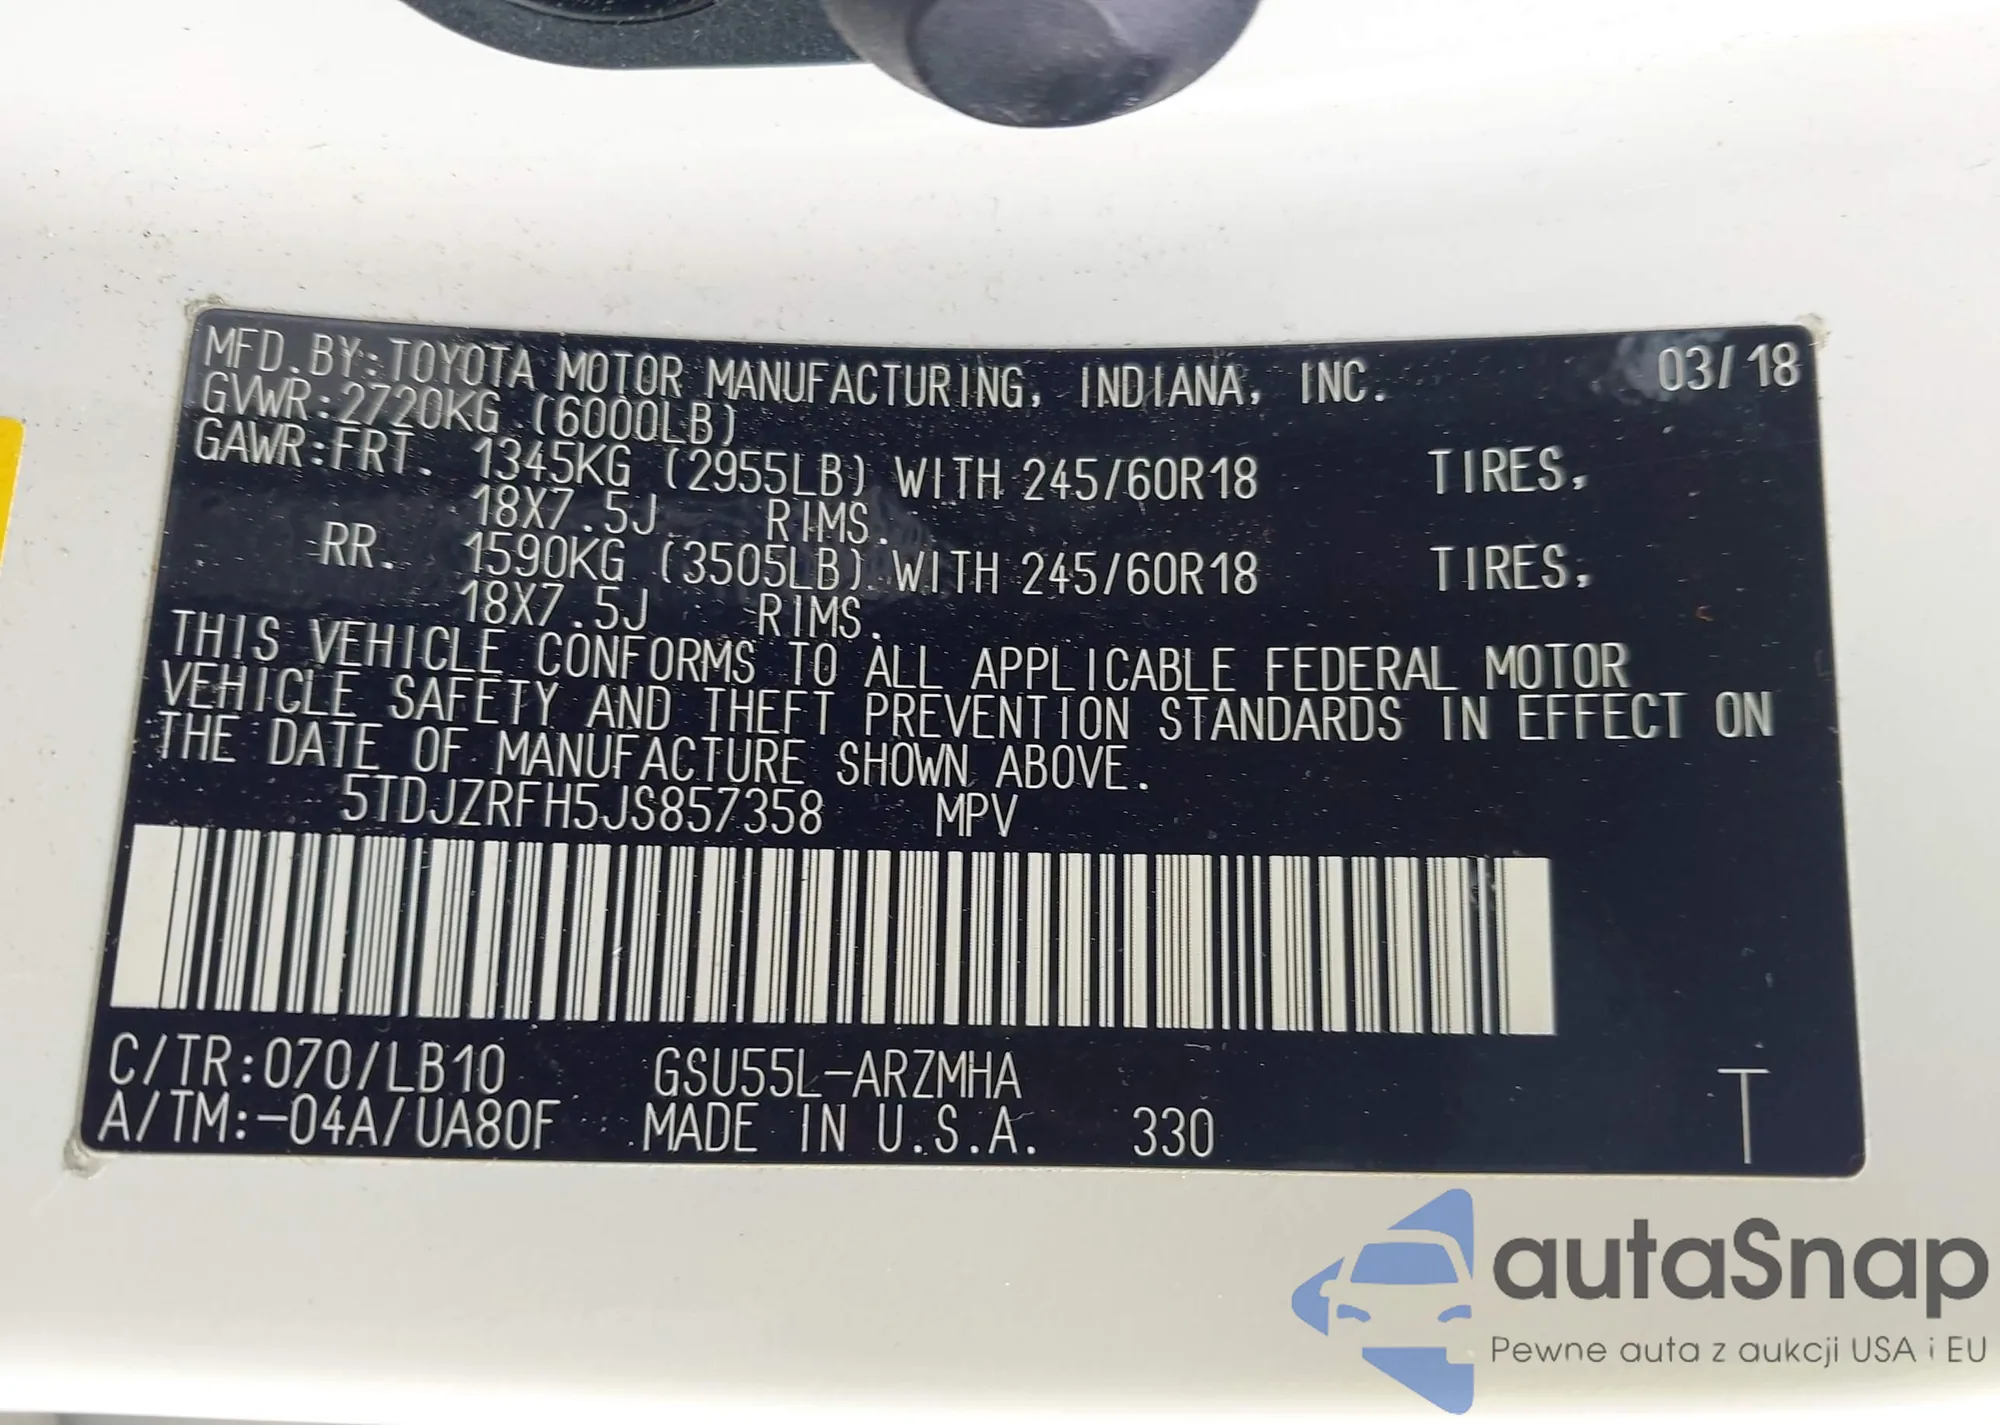 MFD.BY:TOYOTA MOTOR MANUFACTURING, INDIANA, INC. 03/18
GVWR:2720KG (6000LB)
GAWR:FRT. 1345KG (2955LB) WITH 245/60R18 TIRES,
18X7.5J RIMS.
RR. 1590KG (3505LB) WITH 245/60R18 TIRES,
18X7.5J RIMS.
THIS VEHICLE CONFORMS TO ALL APPLICABLE FEDERAL MOTOR
VEHICLE SAFETY AND THEFT PREVENTION STANDARDS IN EFFECT ON
THE DATE OF MANUFACTURE SHOWN ABOVE.
5TDJZRFH5JS857358 MPV
C/TR:070/LB10 GSU55L-ARZMHA
A/TM:-04A/UA80F MADE IN U.S.A. 330 T
autaSnap
Pewne auta z aukcji USA i EU